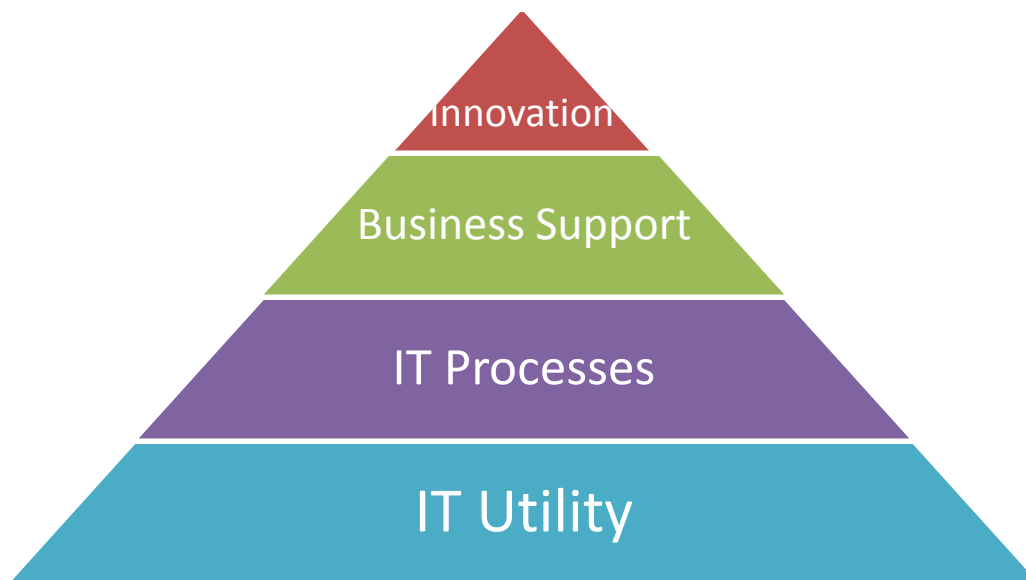 Innovation
Business Support
IT Processes
IT Utility